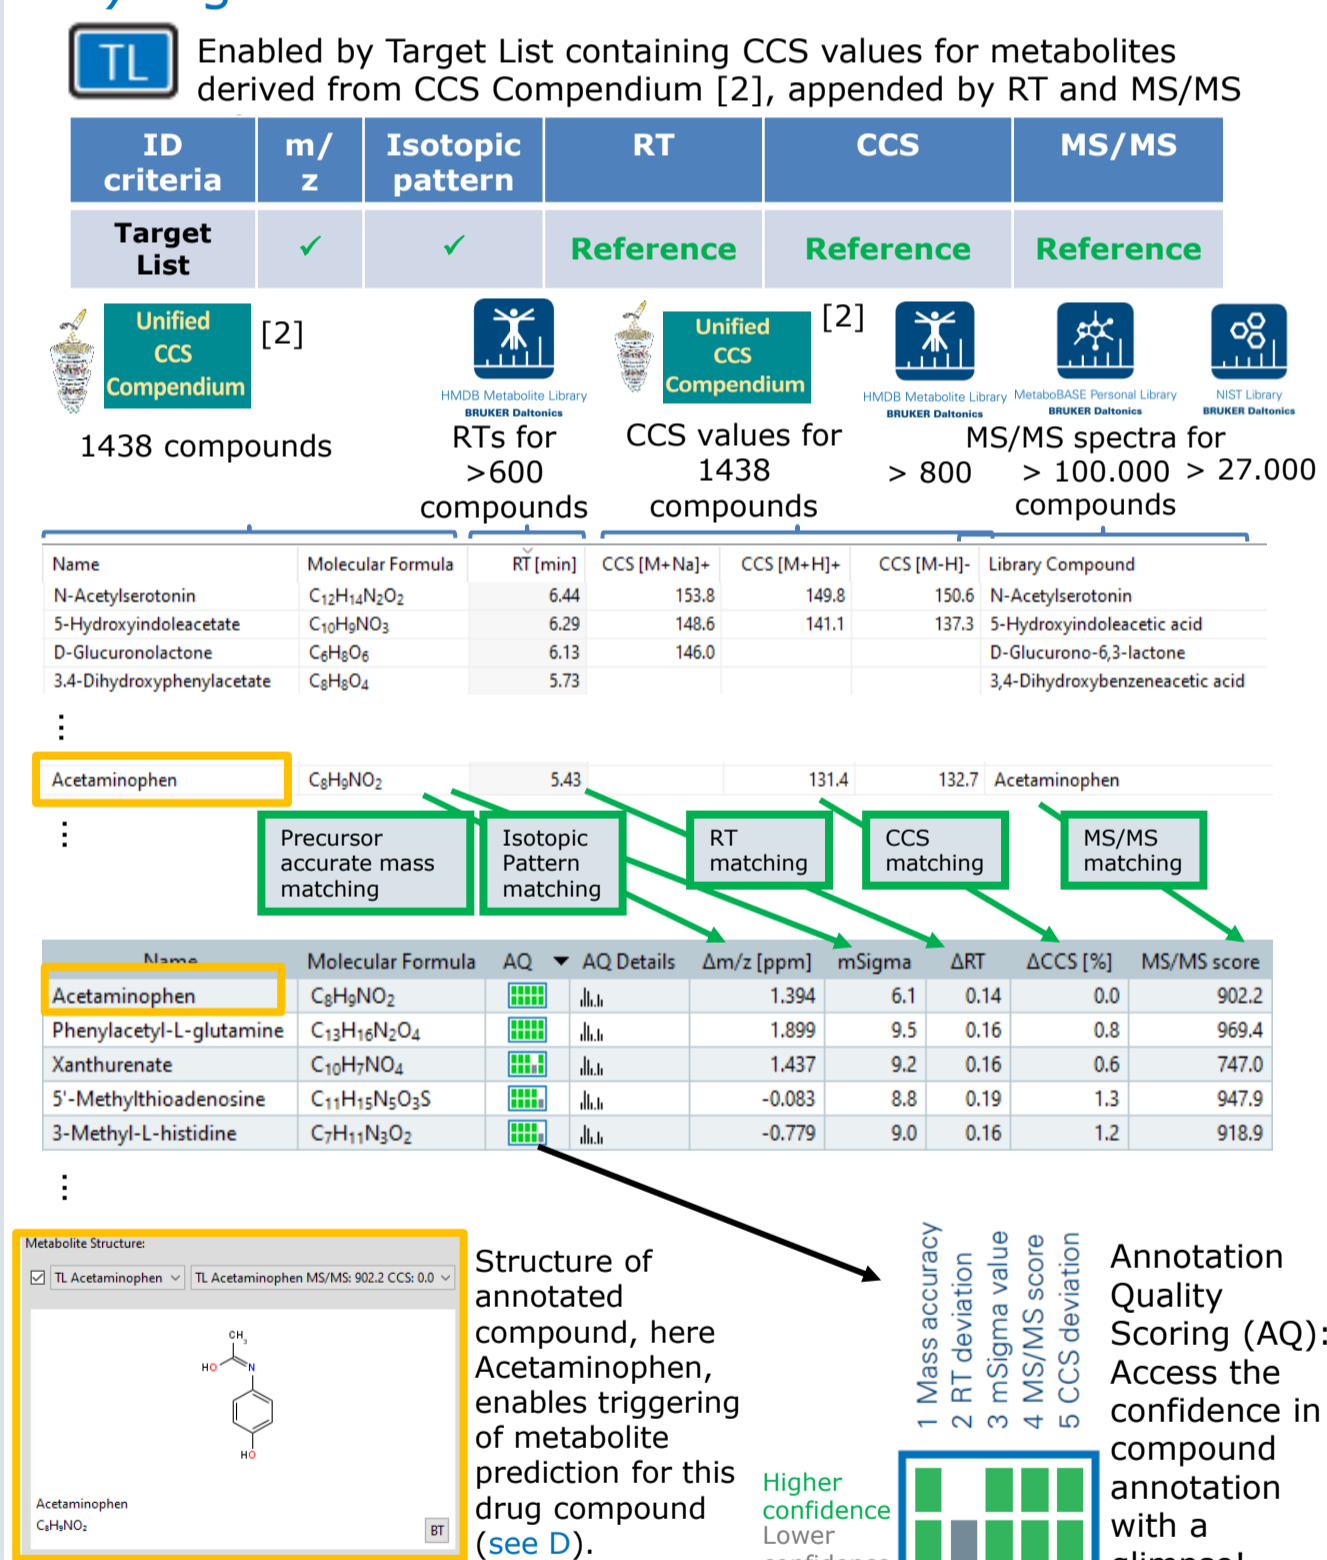 TL
Enabled by Target List containing CCS values for metabolites
derived from CCS Compendium [2], appended by RT and MS/MS
ID criteria m/z Isotopic pattern RT CCS MS/MS
Target List ✓ ✓ Reference Reference Reference
Unified
CCS
Compendium
[2]
1438 compounds
HMDB Metabolite Library
BRUKER Daltonics
RTs for
>600
compounds
Unified
CCS
Compendium
[2]
CCS values for
1438
compounds
HMDB Metabolite Library
BRUKER Daltonics
MetaboBASE Personal Library
BRUKER Daltonics
NIST Library
BRUKER Daltonics
MS/MS spectra for
> 800 > 100.000 > 27.000
compounds
Name Molecular Formula RT [min] CCS [M+Na]+ CCS [M+H]+ CCS [M-H]- Library Compound
N-Acetylserotonin C₁₂H₁₄N₂O₂ 6.44 153.8 149.8 150.6 N-Acetylserotonin
5-Hydroxyindoleacetate C₁₀H₉NO₃ 6.29 148.6 141.1 137.3 5-Hydroxyindoleacetic acid
D-Glucuronolactone C₆H₈O₆ 6.13 146.0 D-Glucurono-6,3-lactone
3.4-Dihydroxyphenylacetate C₈H₈O₄ 5.73 3,4-Dihydroxybenzeneacetic acid
⋮
Acetaminophen C₈H₉NO₂ 5.43 131.4 132.7 Acetaminophen
⋮
Precursor
accurate mass
matching
Isotopic
Pattern
matching
RT
matching
CCS
matching
MS/MS
matching
Name Molecular Formula AQ AQ Details Δm/z [ppm] mSigma ΔRT ΔCCS [%] MS/MS score
Acetaminophen C₈H₉NO₂ 1.394 6.1 0.14 0.0 902.2
Phenylacetyl-L-glutamine C₁₃H₁₆N₂O₄ 1.899 9.5 0.16 0.8 969.4
Xanthurenate C₁₀H₇NO₄ 1.437 9.2 0.16 0.6 747.0
5'-Methylthioadenosine C₁₁H₁₅N₅O₃S -0.083 8.8 0.19 1.3 947.9
3-Methyl-L-histidine C₇H₁₁N₃O₂ -0.779 9.0 0.16 1.2 918.9
⋮
Metabolite Structure:
TL Acetaminophen TL Acetaminophen MS/MS: 902.2 CCS: 0.0
CH₃
HO
N
HO
Acetaminophen
C₈H₉NO₂
BT
Structure of
annotated
compound, here
Acetaminophen,
enables triggering
of metabolite
prediction for this
drug compound
(see D).
1 Mass accuracy
2 RT deviation
3 mSigma value
4 MS/MS score
5 CCS deviation
Higher
confidence
Lower
Annotation
Quality
Scoring (AQ):
Access the
confidence in
compound
annotation
with a